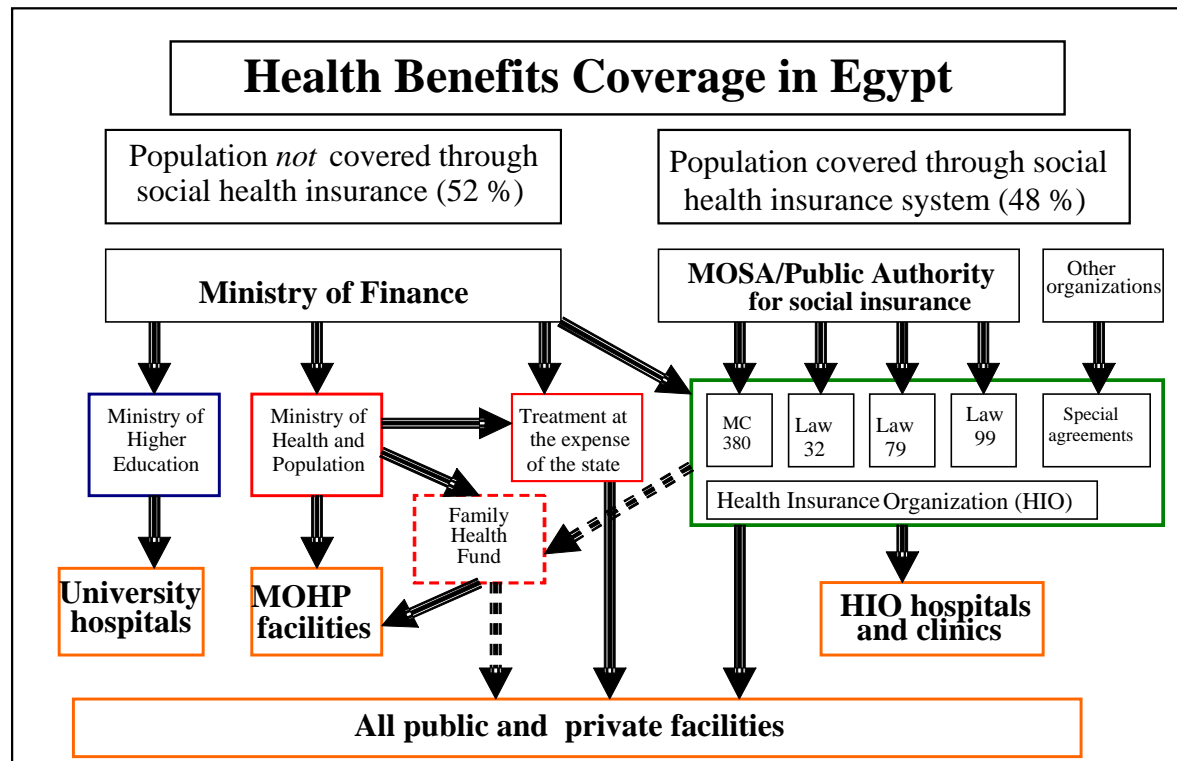 Health Benefits Coverage in Egypt
Population not covered through
social health insurance (52 %)
Population covered through social
health insurance system (48 %)
Ministry of Finance
MOSA/Public Authority
for social insurance
Other
organizations
Ministry of
Higher
Education
Ministry of
Health and
Population
Treatment at
the expense
of the state
MC
380
Law
32
Law
79
Law
99
Special
agreements
Health Insurance Organization (HIO)
Family
Health
Fund
University
hospitals
MOHP
facilities
HIO hospitals
and clinics
All public and private facilities